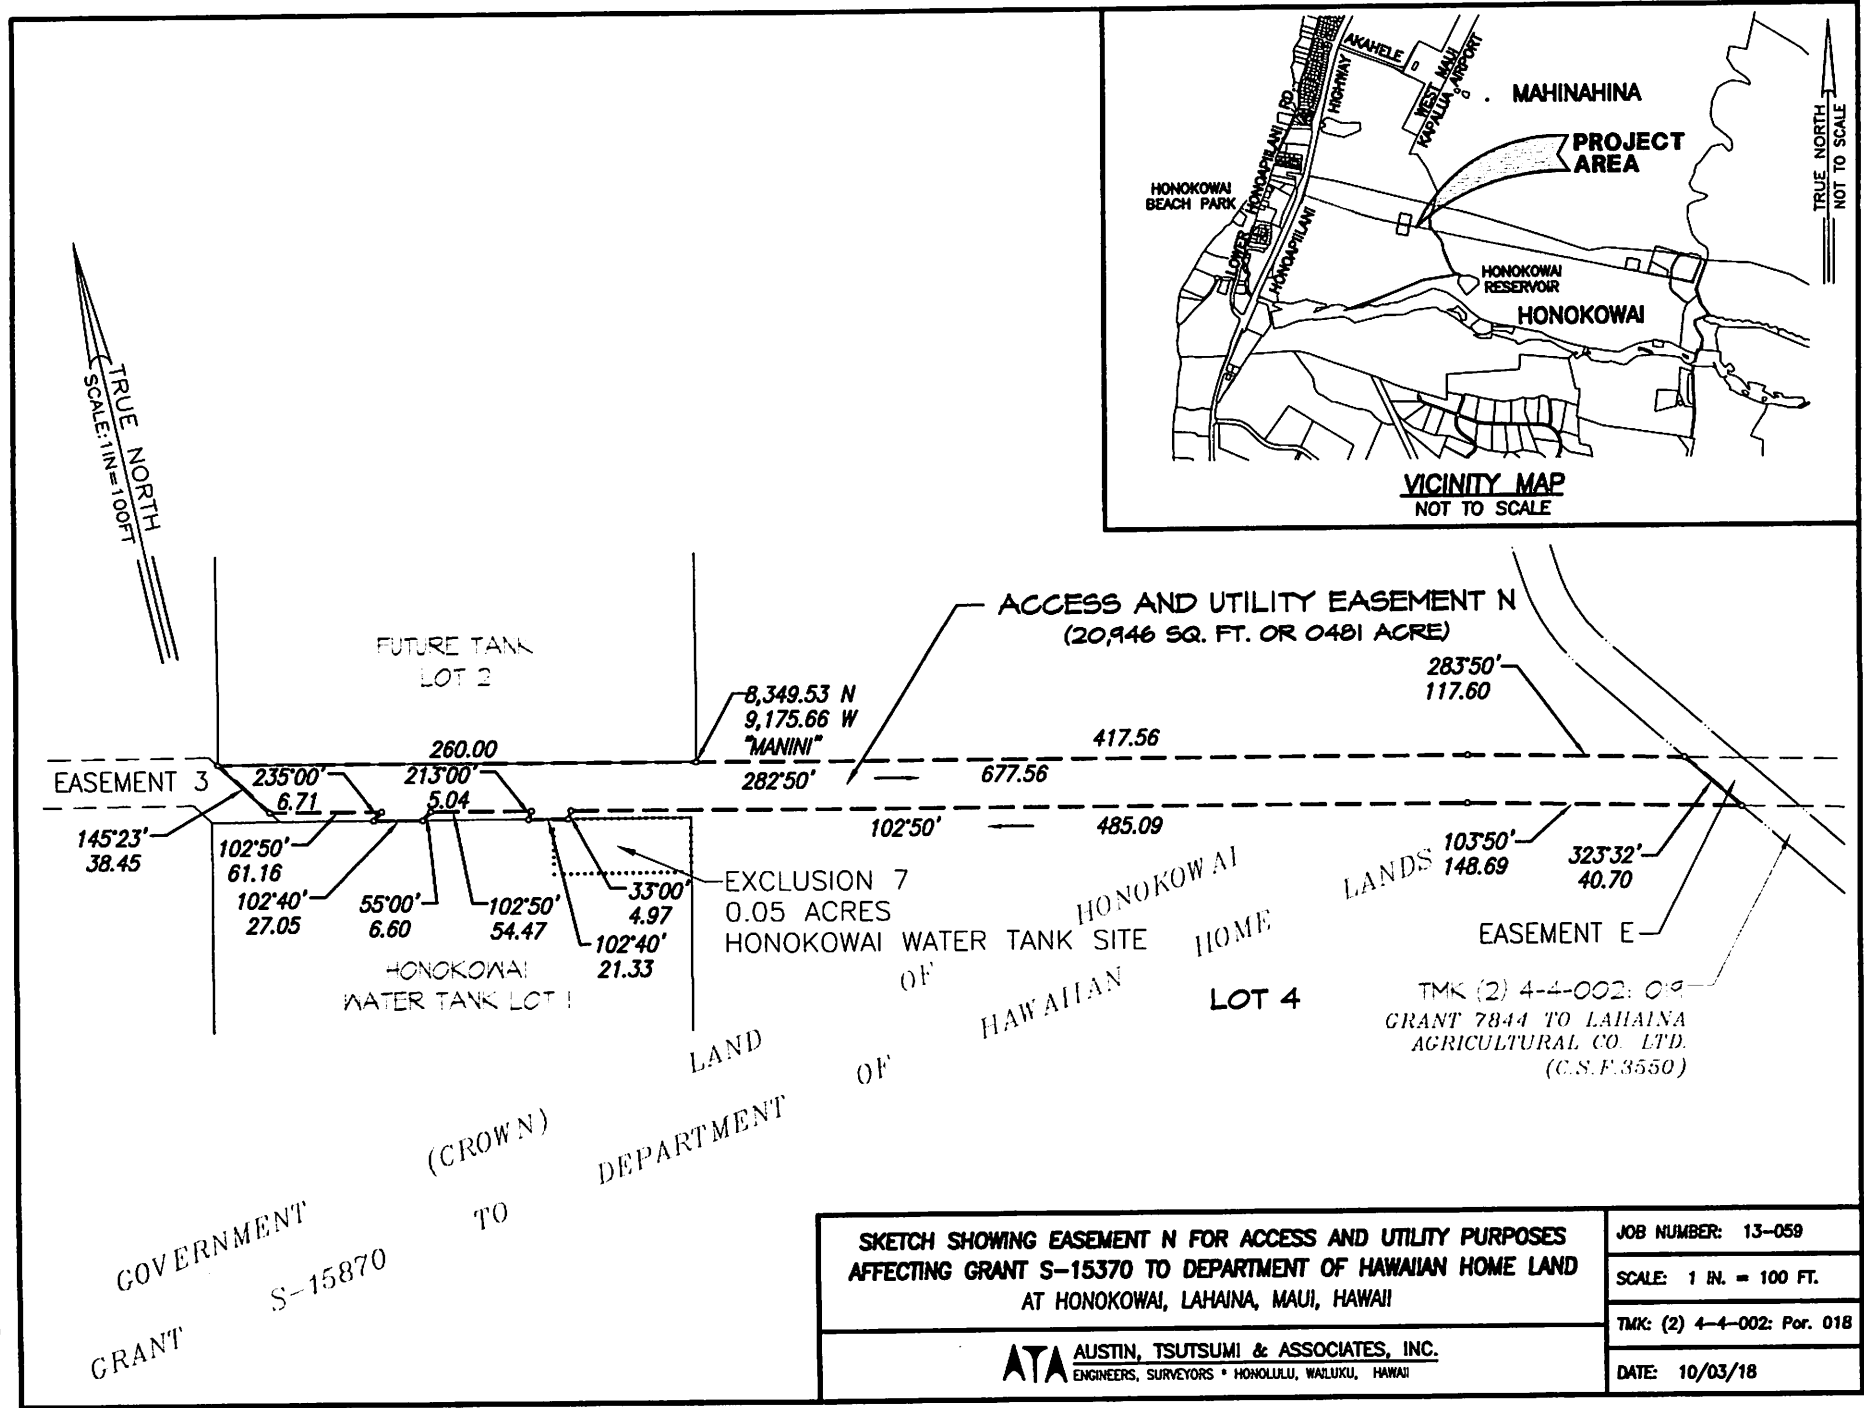 AKAHELE
WEST MAUI
KAPALUA AIRPORT
HIGHWAY
MAHINAHINA
PROJECT
AREA
LOWER HONOAPIILANI RD
HONOKOWAI
BEACH PARK
HONOAPIILANI
HONOKOWAI
RESERVOIR
HONOKOWAI
TRUE NORTH
NOT TO SCALE
VICINITY MAP
NOT TO SCALE
TRUE NORTH
SCALE:1IN=100FT
ACCESS AND UTILITY EASEMENT N
(20,946 SQ. FT. OR 0481 ACRE)
FUTURE TANK
LOT 2
8,349.53 N
9,175.66 W
"MANINI"
283°50'
117.60
260.00
417.56
EASEMENT 3
235°00'
6.71
213°00'
5.04
282°50'
677.56
102°50'
485.09
145°23'
38.45
102°50'
61.16
102°40'
27.05
55°00'
6.60
102°50'
54.47
33°00'
4.97
102°40'
21.33
103°50'
148.69
323°32'
40.70
EXCLUSION 7
0.05 ACRES
HONOKOWAI WATER TANK SITE
HONOKOWAI
WATER TANK LOT 1
EASEMENT E
LOT 4
TMK (2) 4-4-002: 019
GRANT 7844 TO LAHAINA
AGRICULTURAL CO. LTD.
(C.S.F.3550)
GOVERNMENT (CROWN) LAND OF HONOKOWAI
GRANT S-15870 TO DEPARTMENT OF HAWAIIAN HOME LANDS
SKETCH SHOWING EASEMENT N FOR ACCESS AND UTILITY PURPOSES
AFFECTING GRANT S-15370 TO DEPARTMENT OF HAWAIIAN HOME LAND
AT HONOKOWAI, LAHAINA, MAUI, HAWAII
ATA AUSTIN, TSUTSUMI & ASSOCIATES, INC.
ENGINEERS, SURVEYORS • HONOLULU, WAILUKU, HAWAII
JOB NUMBER: 13-059
SCALE: 1 IN. = 100 FT.
TMK: (2) 4-4-002: Por. 018
DATE: 10/03/18